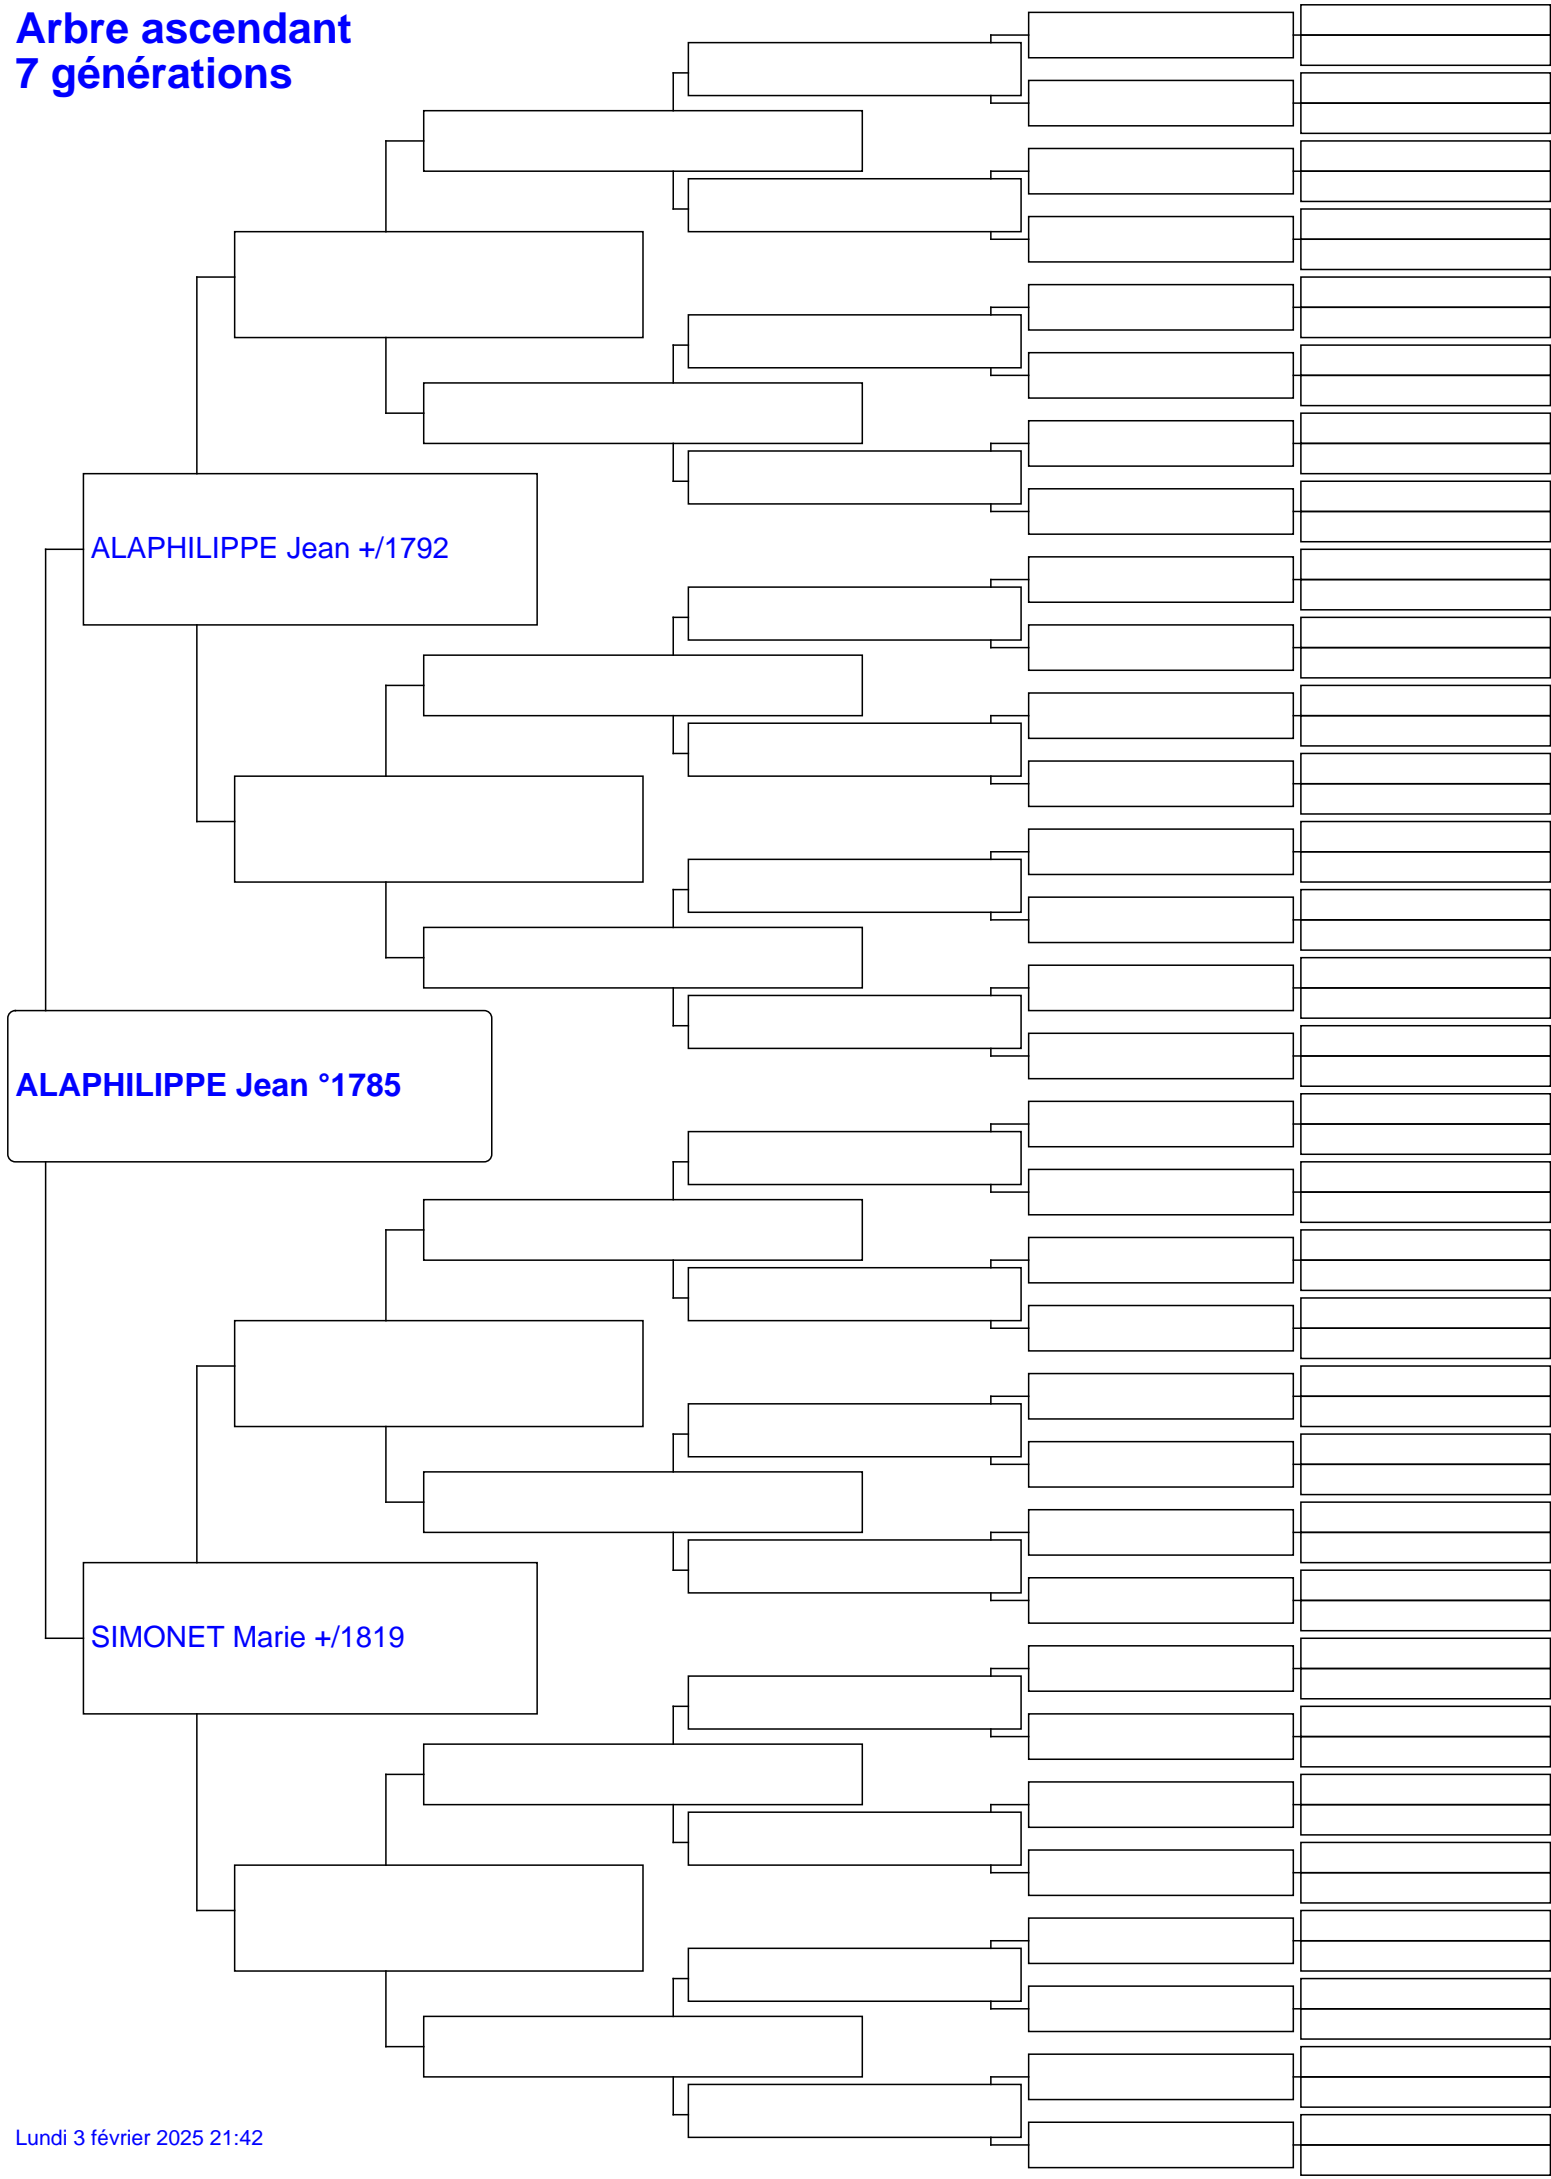 Arbre ascendant
7 générations
ALAPHILIPPE Jean +/1792
ALAPHILIPPE Jean °1785
SIMONET Marie +/1819
Lundi 3 février 2025 21:42